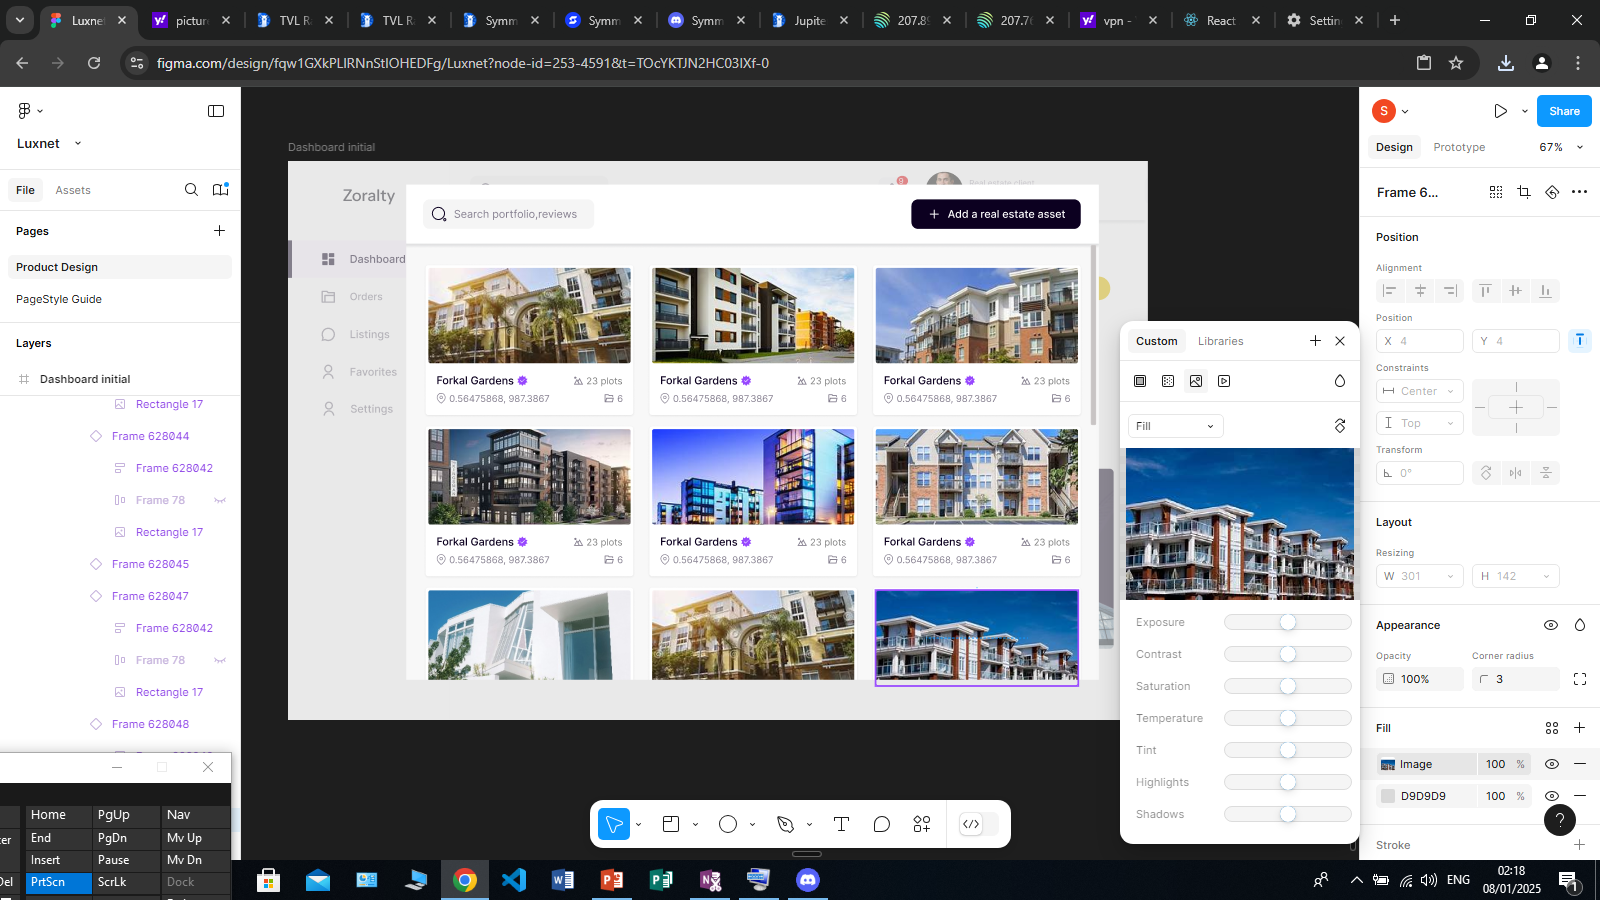 Luxnet
picture
TVL R
TVL R
Symm
Symm
Symm
Jupite
207.89
207.76
vpn -
React
Settin
figma.com/design/fqw1GXkPLIRNnStIOHEDFg/Luxnet?node-id=253-4591&t=TOcYKTJN2HC03IXf-0
Luxnet
File
Assets
Pages
Product Design
PageStyle Guide
Layers
Dashboard initial
Rectangle 17
Frame 628044
Frame 628042
Frame 78
Rectangle 17
Frame 628045
Frame 628047
Frame 628042
Frame 78
Rectangle 17
Frame 628048
Home PgUp Nav
End PgDn Mv Up
Insert Pause Mv Dn
PrtScn ScrLk Dock
Dashboard initial
Zoralty
9
Real estate client
Dashboard
Orders
Listings
Favorites
Settings
Search portfolio,reviews
Add a real estate asset
Forkal Gardens 23 plots
0.56475868, 987.3867 6
Forkal Gardens 23 plots
0.56475868, 987.3867 6
Forkal Gardens 23 plots
0.56475868, 987.3867 6
Forkal Gardens 23 plots
0.56475868, 987.3867 6
Forkal Gardens 23 plots
0.56475868, 987.3867 6
Forkal Gardens 23 plots
0.56475868, 987.3867 6
Custom Libraries
Fill
Exposure
Contrast
Saturation
Temperature
Tint
Highlights
Shadows
S
Share
Design Prototype 67%
Frame 6...
Position
Alignment
Position
X 4 Y 4
Constraints
Center
Top
Transform
0°
Layout
Resizing
W 301 H 142
Appearance
Opacity Corner radius
100% 3
Fill
Image 100 %
D9D9D9 100 %
Stroke
?
ENG
02:18
08/01/2025
1